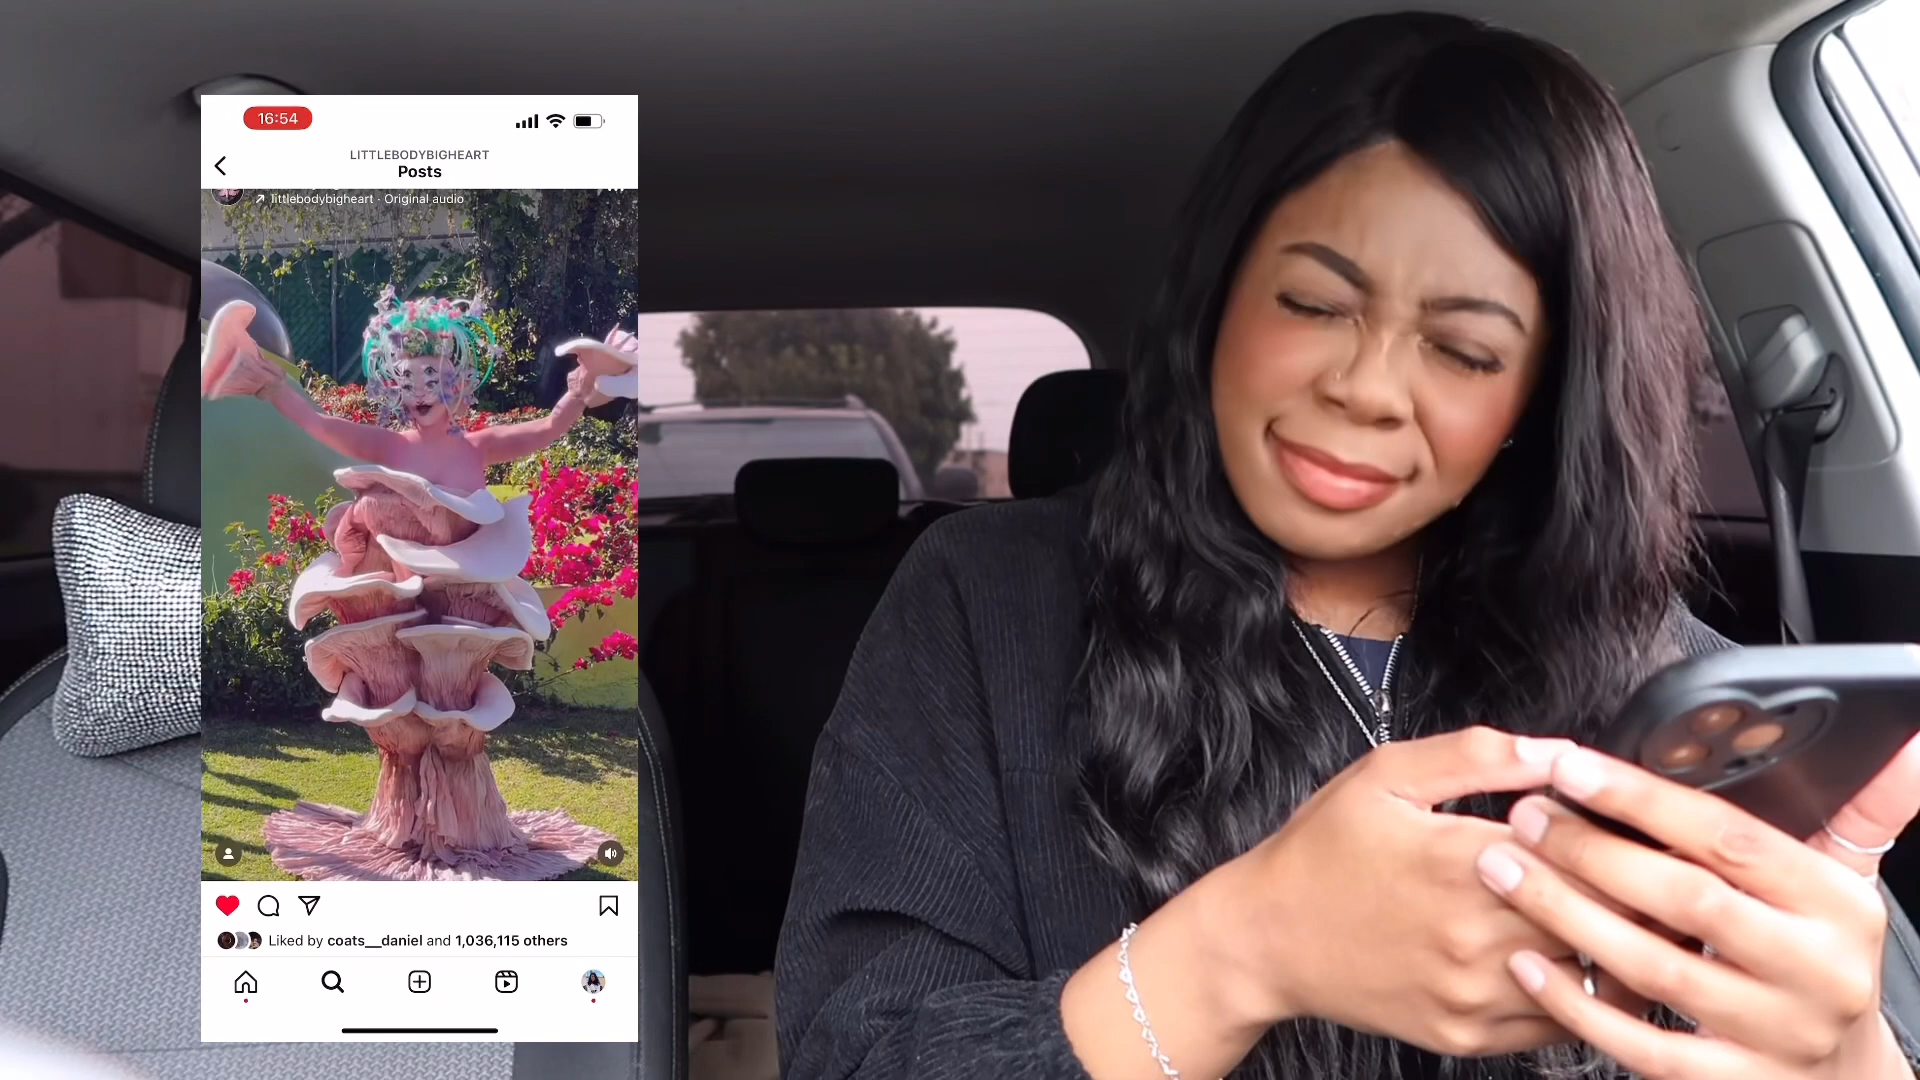 16:54
LITTLEBODYBIGHEART
Posts
littlebodybigheart · Original audio
Liked by coats__daniel and 1,036,115 others